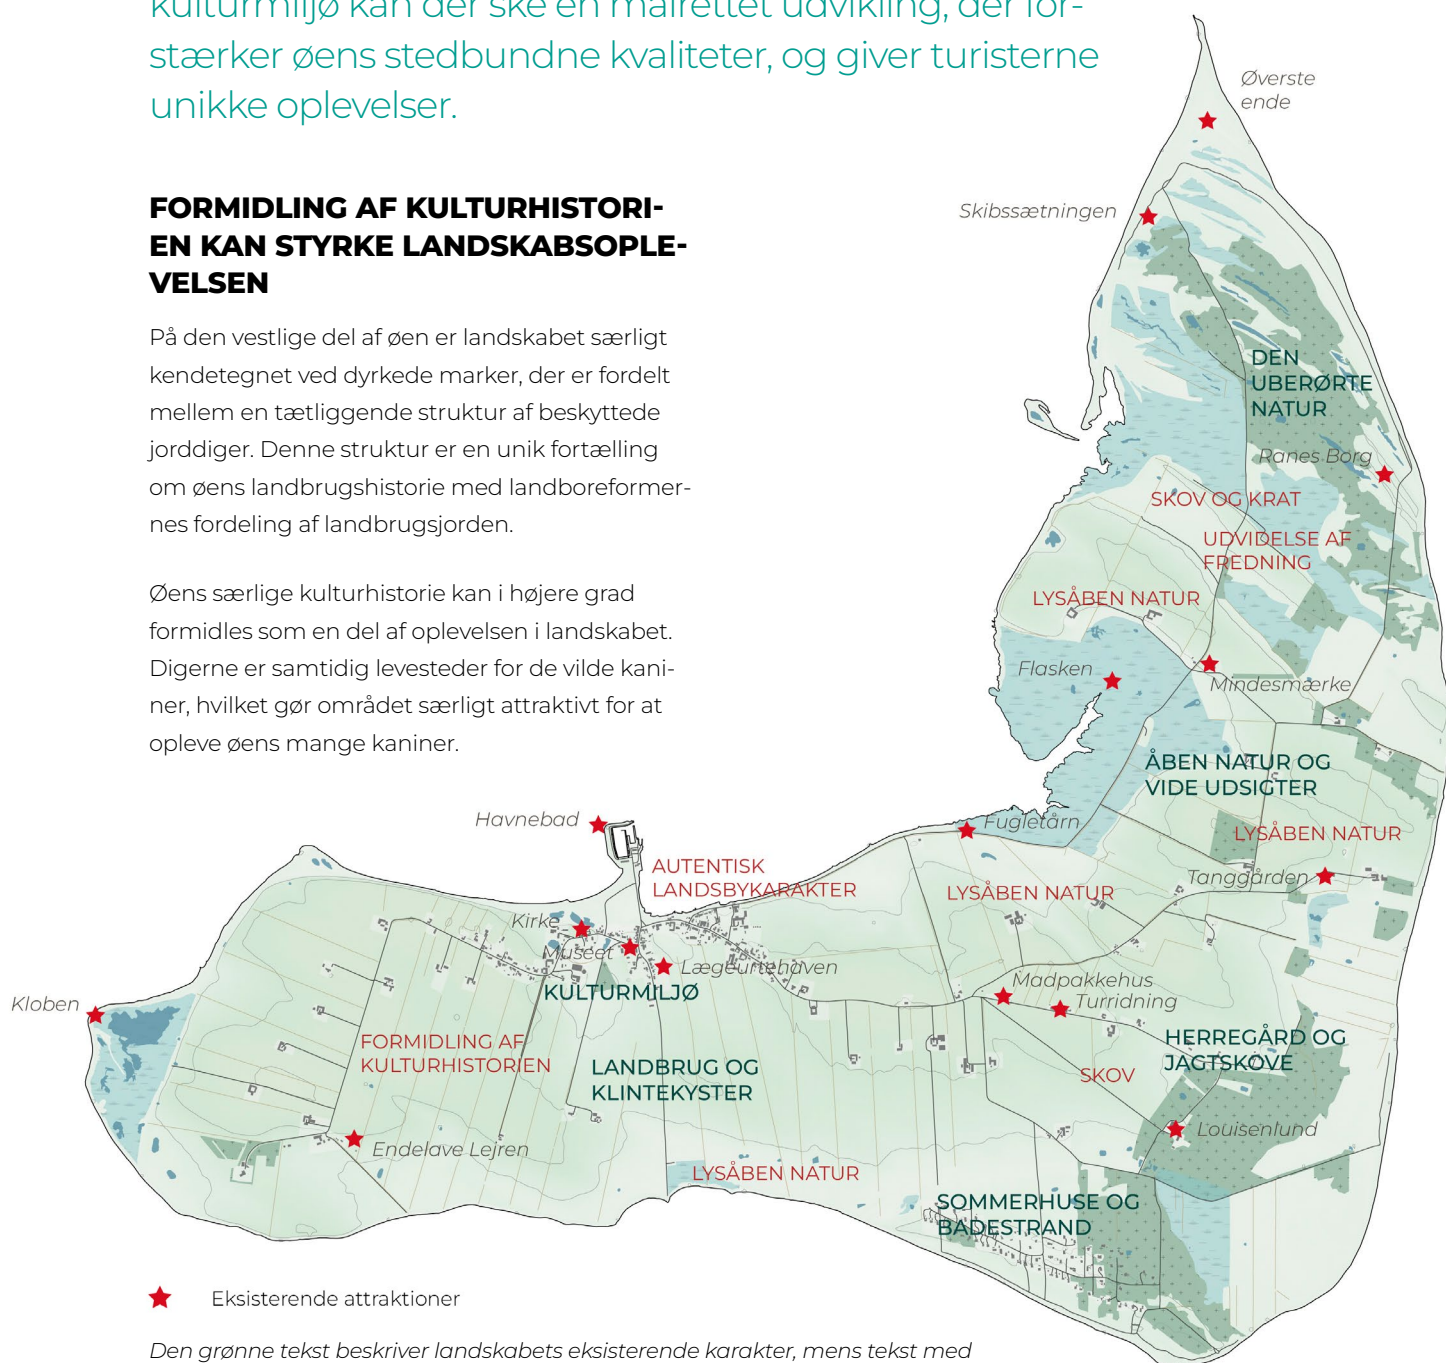 kulturmiljø kan der ske en målrettet udvikling, der for-
stærker øens stedbundne kvaliteter, og giver turisterne
unikke oplevelser.
FORMIDLING AF KULTURHISTORI-
EN KAN STYRKE LANDSKABSOPLE-
VELSEN
På den vestlige del af øen er landskabet særligt
kendetegnet ved dyrkede marker, der er fordelt
mellem en tætliggende struktur af beskyttede
jorddiger. Denne struktur er en unik fortælling
om øens landbrugshistorie med landboreformer-
nes fordeling af landbrugsjorden.
Øens særlige kulturhistorie kan i højere grad
formidles som en del af oplevelsen i landskabet.
Digerne er samtidig levesteder for de vilde kani-
ner, hvilket gør området særligt attraktivt for at
opleve øens mange kaniner.
Øverste
ende
Skibssætningen
DEN
UBERØRTE
NATUR
Ranes Borg
SKOV OG KRAT
UDVIDELSE AF
FREDNING
LYSÅBEN NATUR
Flasken
Mindesmærke
ÅBEN NATUR OG
VIDE UDSIGTER
Havnebad
Fugletårn
LYSÅBEN NATUR
AUTENTISK
LANDSBYKARAKTER
Tanggården
LYSÅBEN NATUR
Kirke
Museet
Lægeurtehaven
Madpakkehus
Turridning
KULTURMILJØ
Kloben
FORMIDLING AF
KULTURHISTORIEN
LANDBRUG OG
KLINTEKYSTER
HERREGÅRD OG
JAGTSKOVE
SKOV
Louisenlund
Endelave Lejren
LYSÅBEN NATUR
SOMMERHUSE OG
BADESTRAND
Eksisterende attraktioner
Den grønne tekst beskriver landskabets eksisterende karakter, mens tekst med